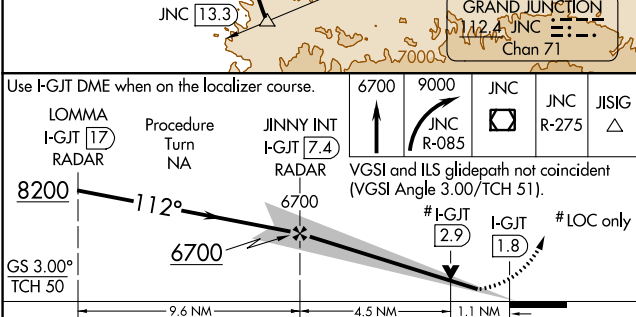 JNC 13.3
GRAND JUNCTION
112.4 JNC
Chan 71
7000
Use I-GJT DME when on the localizer course.
6700
9000
JNC
R-085
JNC
JNC
R-275
JISIG
LOMMA
I-GJT 17
RADAR
Procedure
Turn
NA
JINNY INT
I-GJT 7.4
RADAR
VGSI and ILS glidepath not coincident
(VGSI Angle 3.00/TCH 51).
8200
112°
6700
6700
# I-GJT
2.9
I-GJT
1.8
# LOC only
GS 3.00°
TCH 50
9.6 NM
4.5 NM
1.1 NM